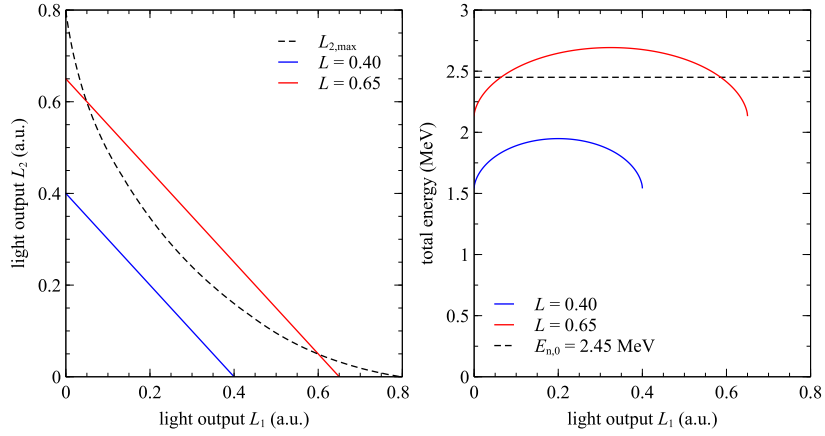 0.8
0.6
0.4
0.2
0
0 0.2 0.4 0.6 0.8
light output L₂ (a.u.)
light output L₁ (a.u.)
L₂,max
L = 0.40
L = 0.65
3
2.5
2
1.5
1
0.5
0
0 0.2 0.4 0.6 0.8
total energy (MeV)
light output L₁ (a.u.)
L = 0.40
L = 0.65
Eₙ,₀ = 2.45 MeV